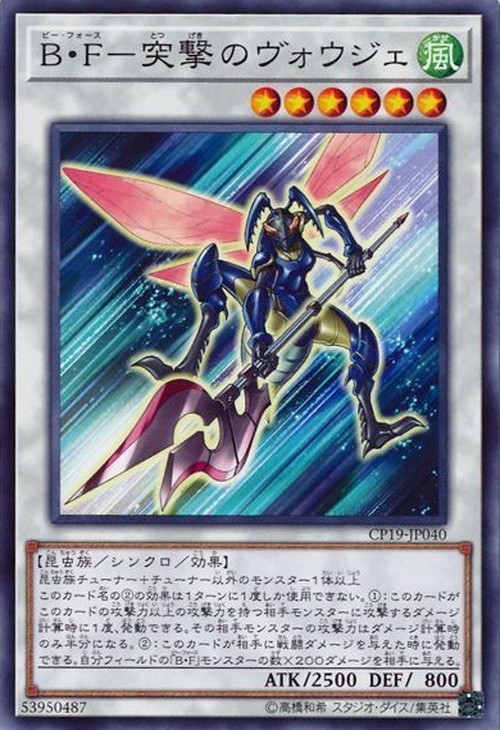 B・F－突撃のヴォウジェ
風
CP19-JP040
【昆虫族／シンクロ／効果】
昆虫族チューナー＋チューナー以外のモンスター1体以上
このカード名の②の効果は1ターンに1度しか使用できない。①：このカードが
このカードの攻撃力以上の攻撃力を持つ相手モンスターに攻撃するダメージ
計算時に1度、発動できる。その相手モンスターの攻撃力はダメージ計算時
のみ半分になる。②：このカードが相手に戦闘ダメージを与えた時に発動
できる。自分フィールドの「B・F」モンスターの数×200ダメージを相手に与える。
ATK/2500 DEF/ 800
53950487
©高橋和希 スタジオ・ダイス/集英社